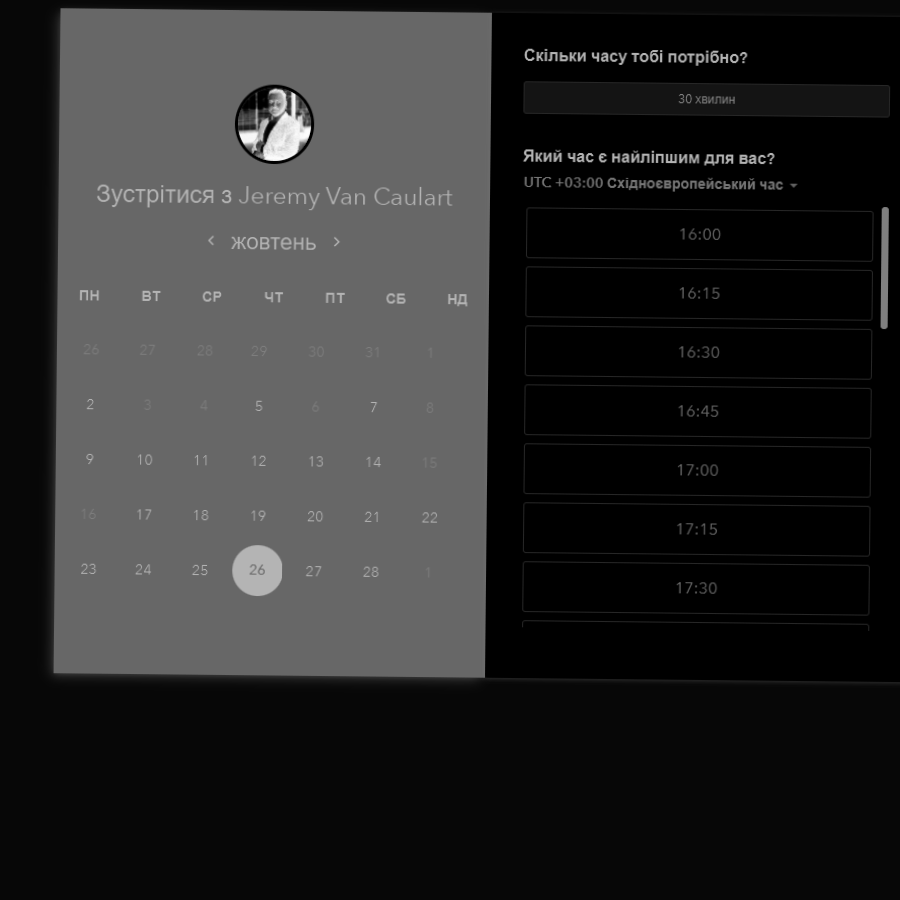 Зустрітися з Jeremy Van Caulart
жовтень
ПН ВТ СР ЧТ ПТ СБ НД
26 27 28 29 30 31 1
2 3 4 5 6 7 8
9 10 11 12 13 14 15
16 17 18 19 20 21 22
23 24 25 26 27 28 1
Скільки часу тобі потрібно?
30 хвилин
Який час є найліпшим для вас?
UTC +03:00 Східноєвропейський час
16:00
16:15
16:30
16:45
17:00
17:15
17:30